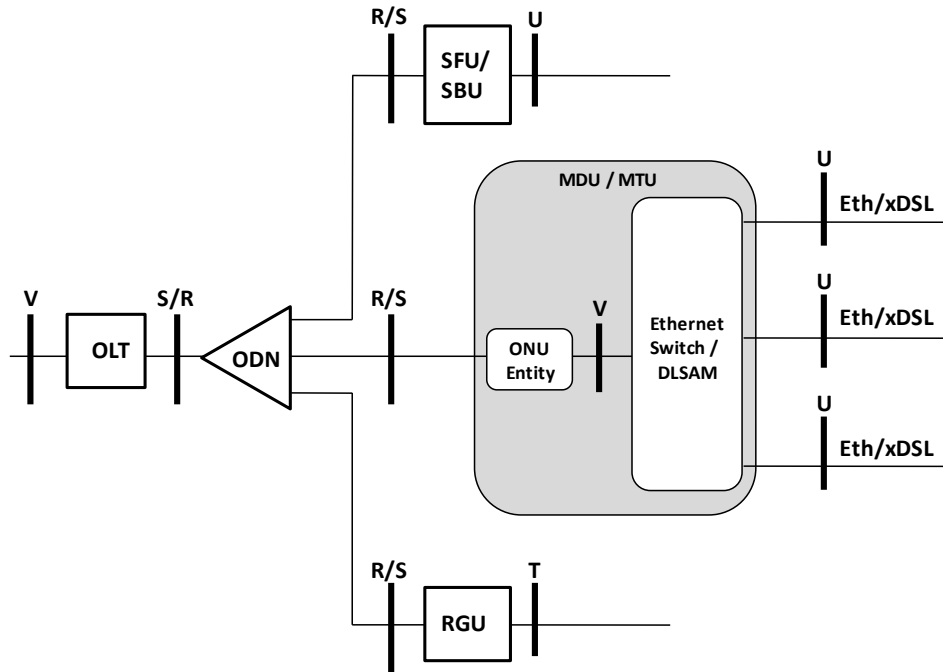 R/S
U
SFU/
SBU
MDU / MTU
U
Eth/xDSL
V
S/R
R/S
V
U
Eth/xDSL
OLT
ODN
ONU
Entity
Ethernet
Switch /
DLSAM
U
Eth/xDSL
R/S
T
RGU